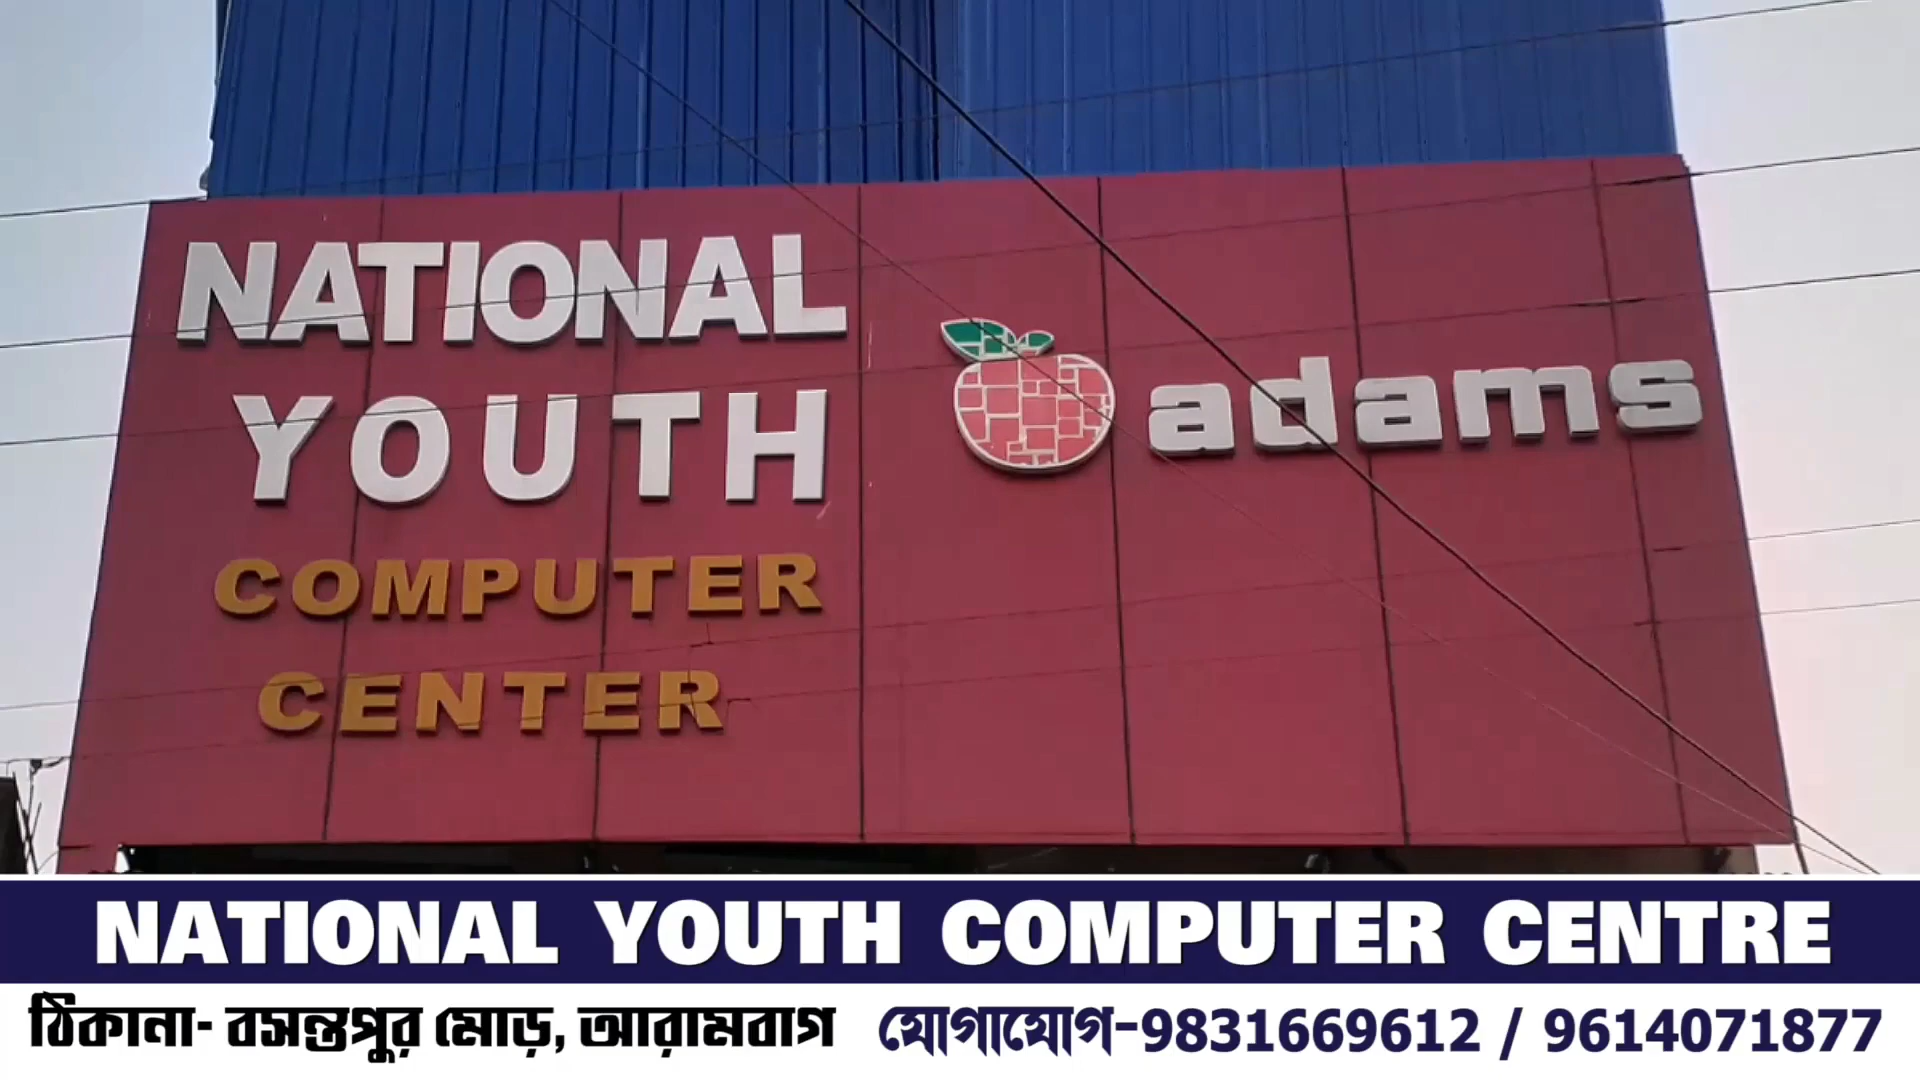 NATIONAL
YOUTH
COMPUTER
CENTER
adams
NATIONAL YOUTH COMPUTER CENTRE
ঠিকানা- বসন্তপুর মোড়, আরামবাগ যোগাযোগ-9831669612 / 9614071877